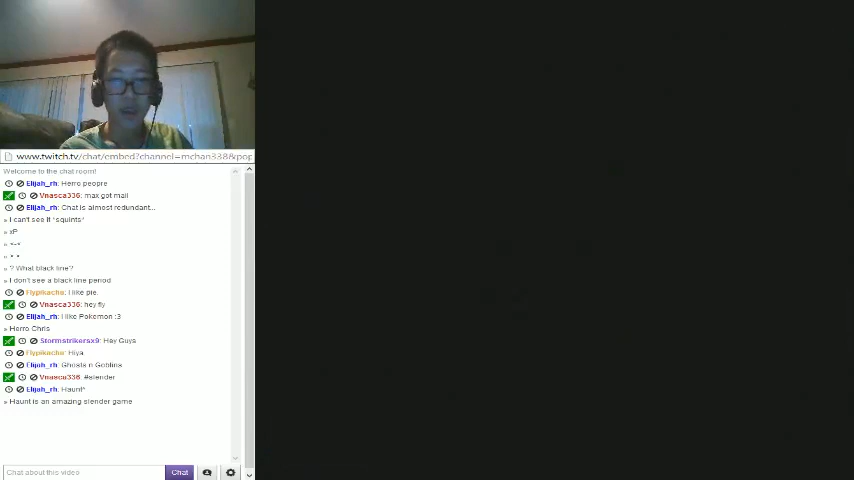 www.twitch.tv/chat/embed?channel=mchan338&pop
Welcome to the chat room!
Elijah_rh: Herro peopre
Vnasca336: max got mail
Elijah_rh: Chat is almost redundant...
» I can't see it *squints*
» xP
» *-*
» * *
» ? What black line?
» I don't see a black line period
Flypikachu: I like pie.
Vnasca336: hey fly
Elijah_rh: I like Pokemon :3
» Herro Chris
Stormstrikersx9: Hey Guys
Flypikachu: Hiya
Elijah_rh: Ghosts n Goblins
Vnasca336: #slender
Elijah_rh: Haunt*
» Haunt is an amazing slender game
Chat about this video
Chat